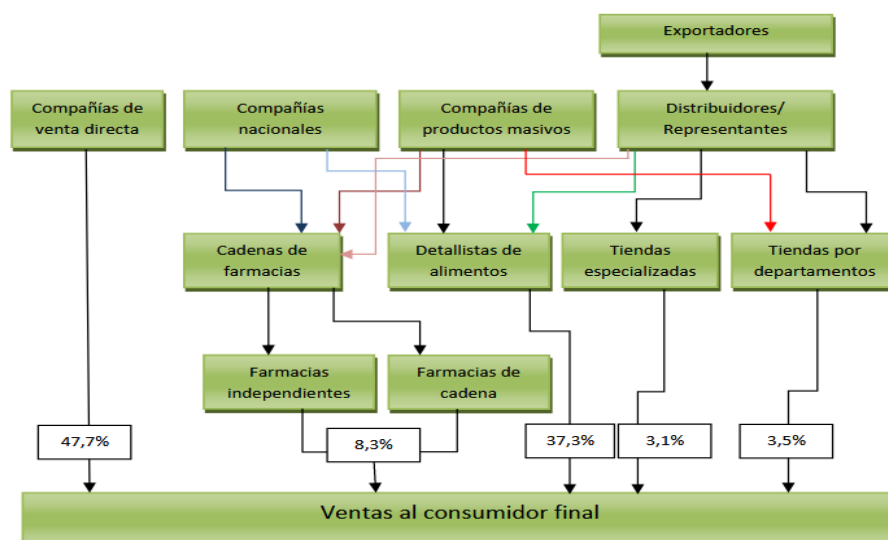 Exportadores
Compañías de
venta directa
Compañías
nacionales
Compañías de
productos masivos
Distribuidores/
Representantes
Cadenas de
farmacias
Detallistas de
alimentos
Tiendas
especializadas
Tiendas por
departamentos
Farmacias
independientes
Farmacias de
cadena
47,7%
8,3%
37,3%
3,1%
3,5%
Ventas al consumidor final